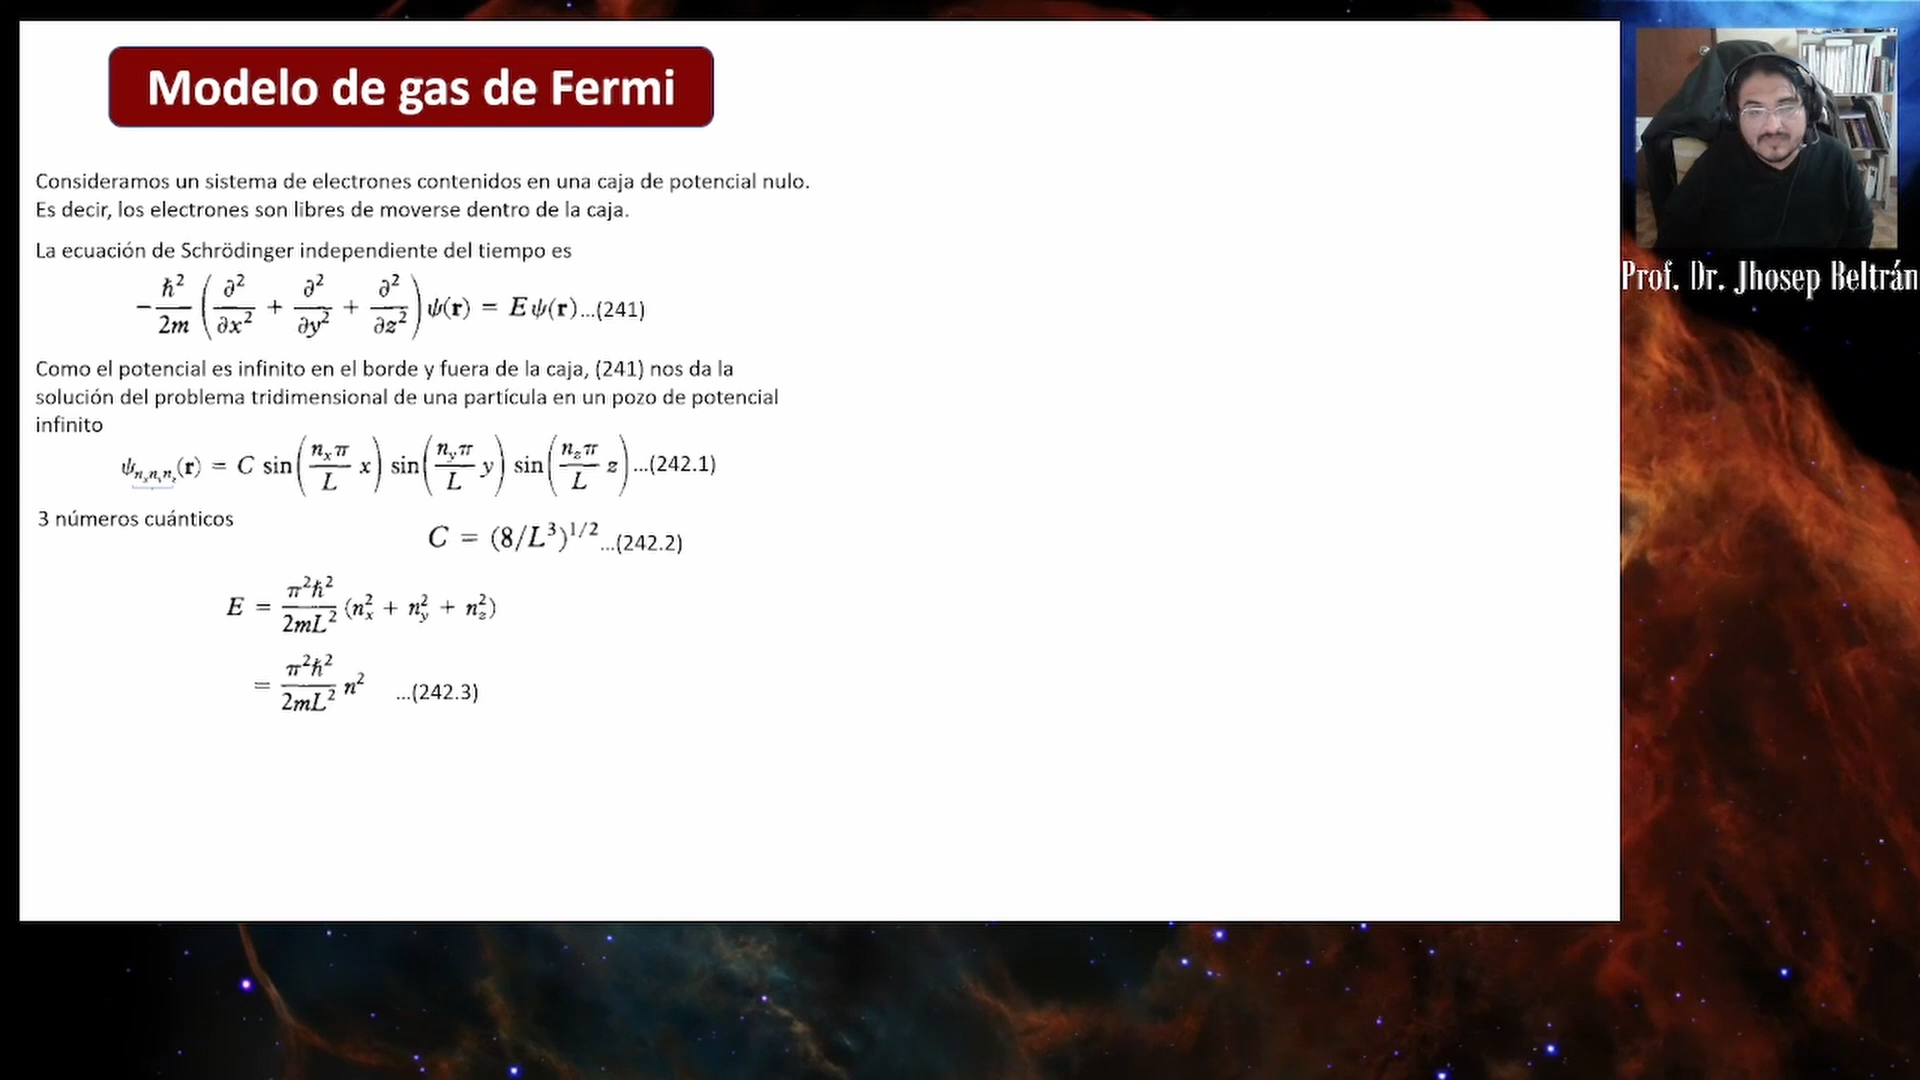 Modelo de gas de Fermi
Consideramos un sistema de electrones contenidos en una caja de potencial nulo.
Es decir, los electrones son libres de moverse dentro de la caja.
La ecuación de Schrödinger independiente del tiempo es
−ℏ²/2m (∂²/∂x² + ∂²/∂y² + ∂²/∂z²) ψ(r) = E ψ(r)...(241)
Como el potencial es infinito en el borde y fuera de la caja, (241) nos da la
solución del problema tridimensional de una partícula en un pozo de potencial
infinito
ψ_{n_x n_y n_z}(r) = C sin(n_xπ/L x) sin(n_yπ/L y) sin(n_zπ/L z)...(242.1)
3 números cuánticos
C = (8/L³)^{1/2}...(242.2)
E = π²ℏ²/2mL² (n_x² + n_y² + n_z²)
= π²ℏ²/2mL² n² ...(242.3)
Prof. Dr. Jhosep Beltrán